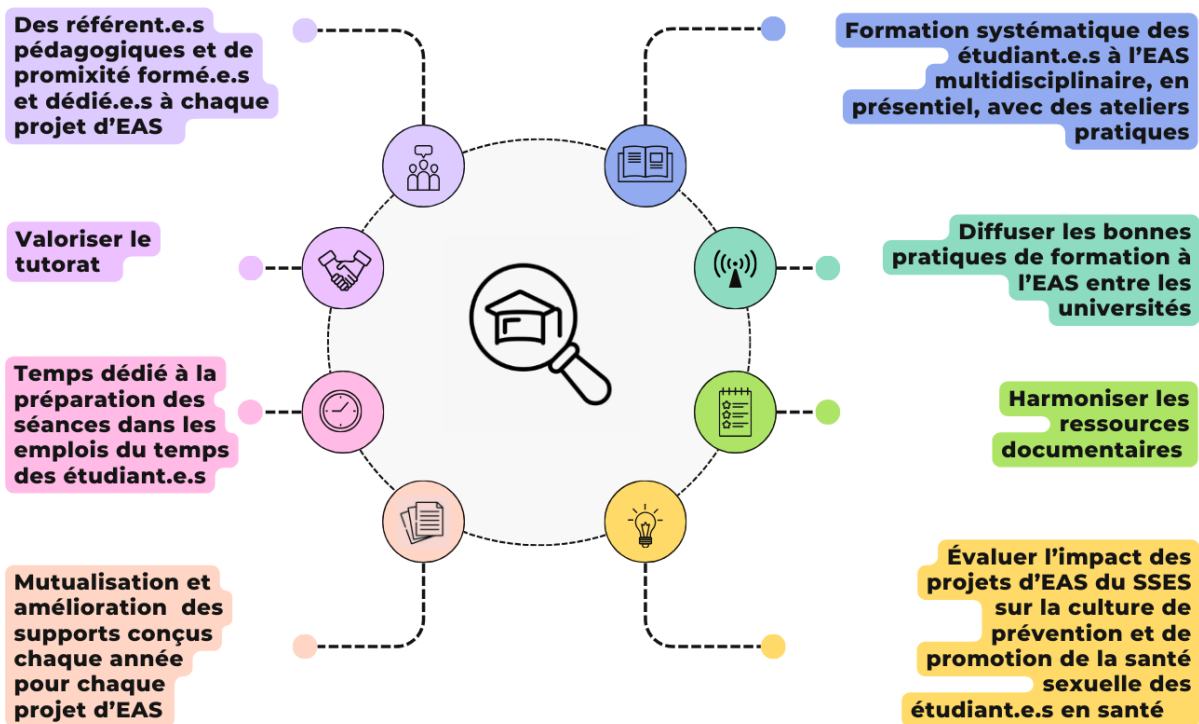 Des référent.e.s
pédagogiques et de
promixité formé.e.s
et dédié.e.s à chaque
projet d'EAS
Formation systématique des
étudiant.e.s à l'EAS
multidisciplinaire, en
présentiel, avec des ateliers
pratiques
Valoriser le
tutorat
Diffuser les bonnes
pratiques de formation à
l'EAS entre les
universités
Temps dédié à la
préparation des
séances dans les
emplois du temps
des étudiant.e.s
Harmoniser les
ressources
documentaires
Mutualisation et
amélioration des
supports conçus
chaque année
pour chaque
projet d'EAS
Évaluer l'impact des
projets d'EAS du SSES
sur la culture de
prévention et de
promotion de la santé
sexuelle des
étudiant.e.s en santé